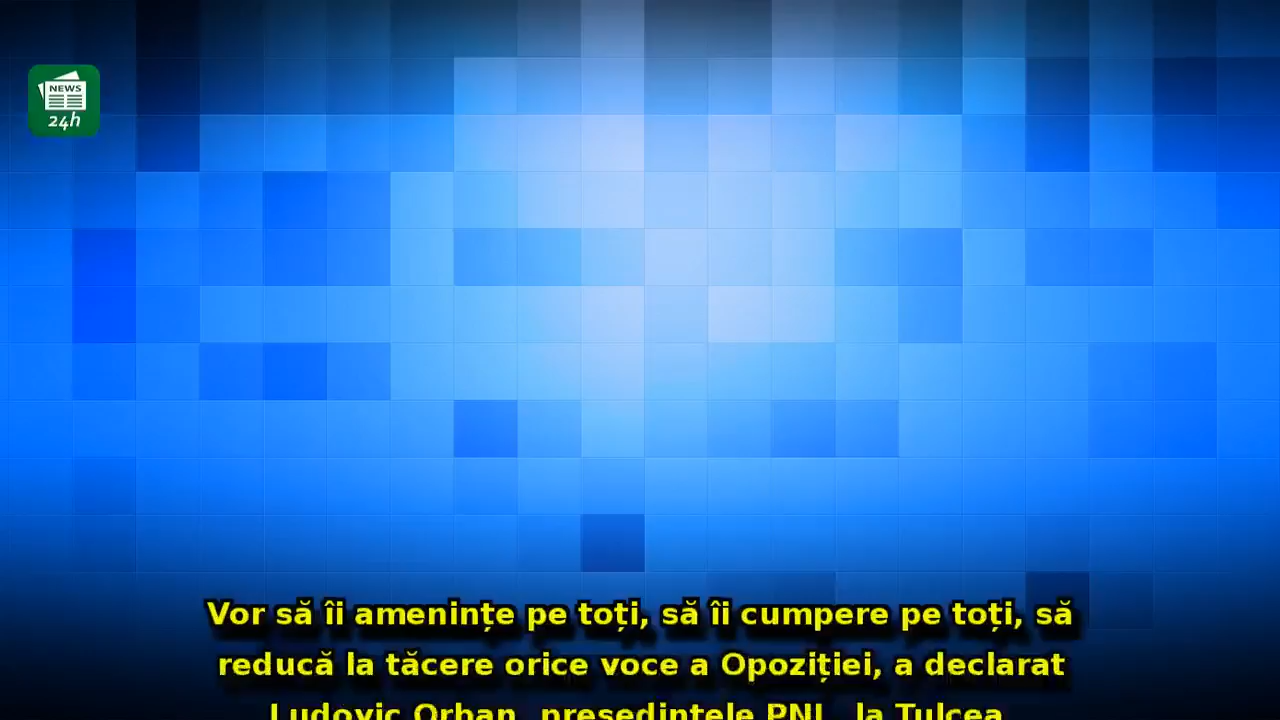 NEWS
24h
Vor să îi amenințe pe toți, să îi cumpere pe toți, să
reducă la tăcere orice voce a Opoziției, a declarat
Ludovic Orban, președintele PNL, la Tulcea.